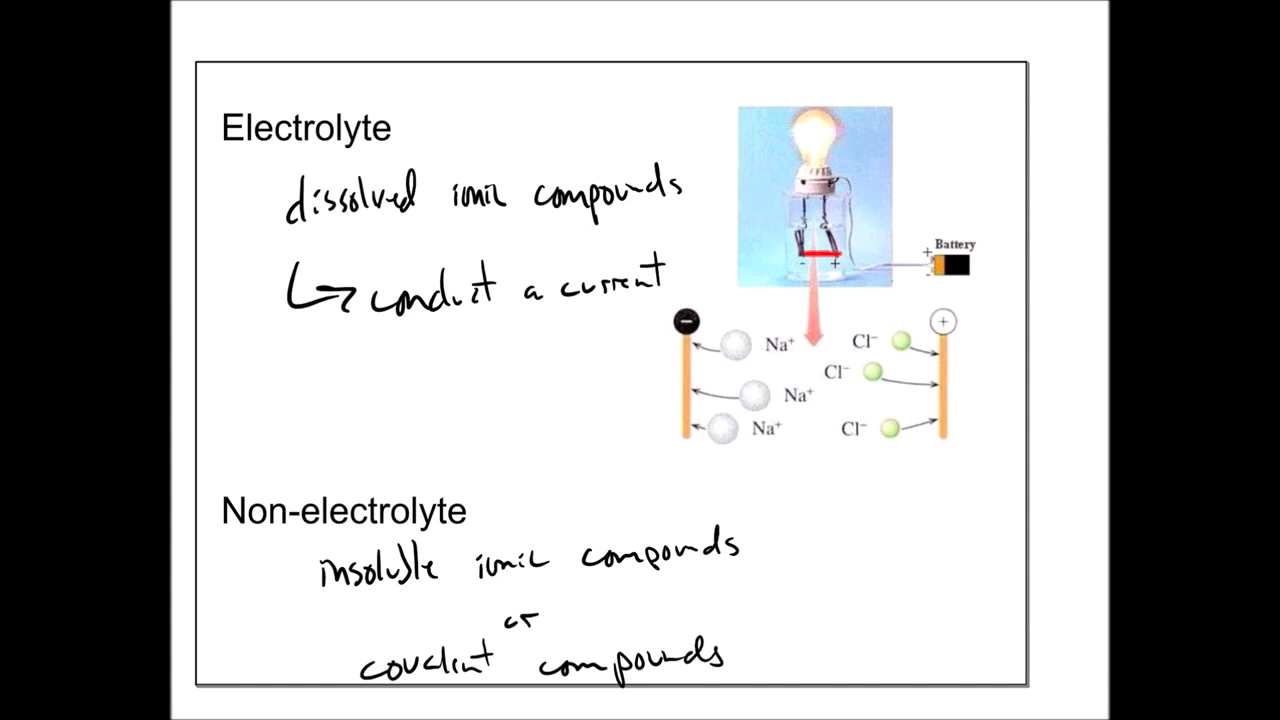 Electrolyte
dissolved ionic compounds
↳ conduct a current
- +
+ Battery
-
− +
Na⁺ Cl⁻
Cl⁻
Na⁺
Na⁺ Cl⁻
Non-electrolyte
insoluble ionic compounds
or
covalent compounds